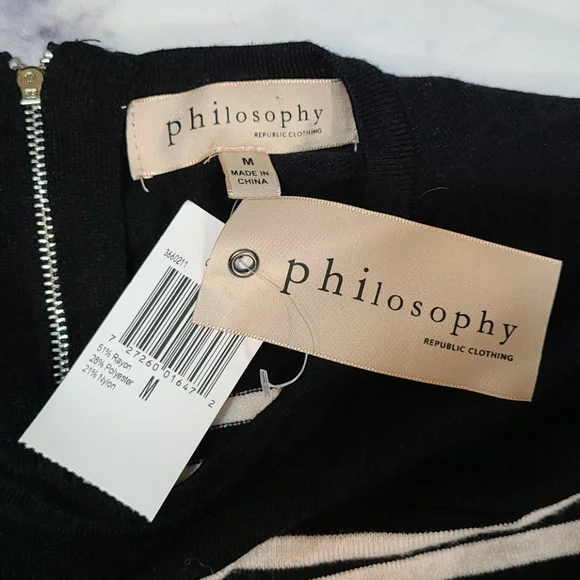 philosophy
REPUBLIC CLOTHING
M
MADE IN
CHINA
philosophy
REPUBLIC CLOTHING
3660211
7 27260 01647 2
51% Rayon
28% Polyester
21% Nylon